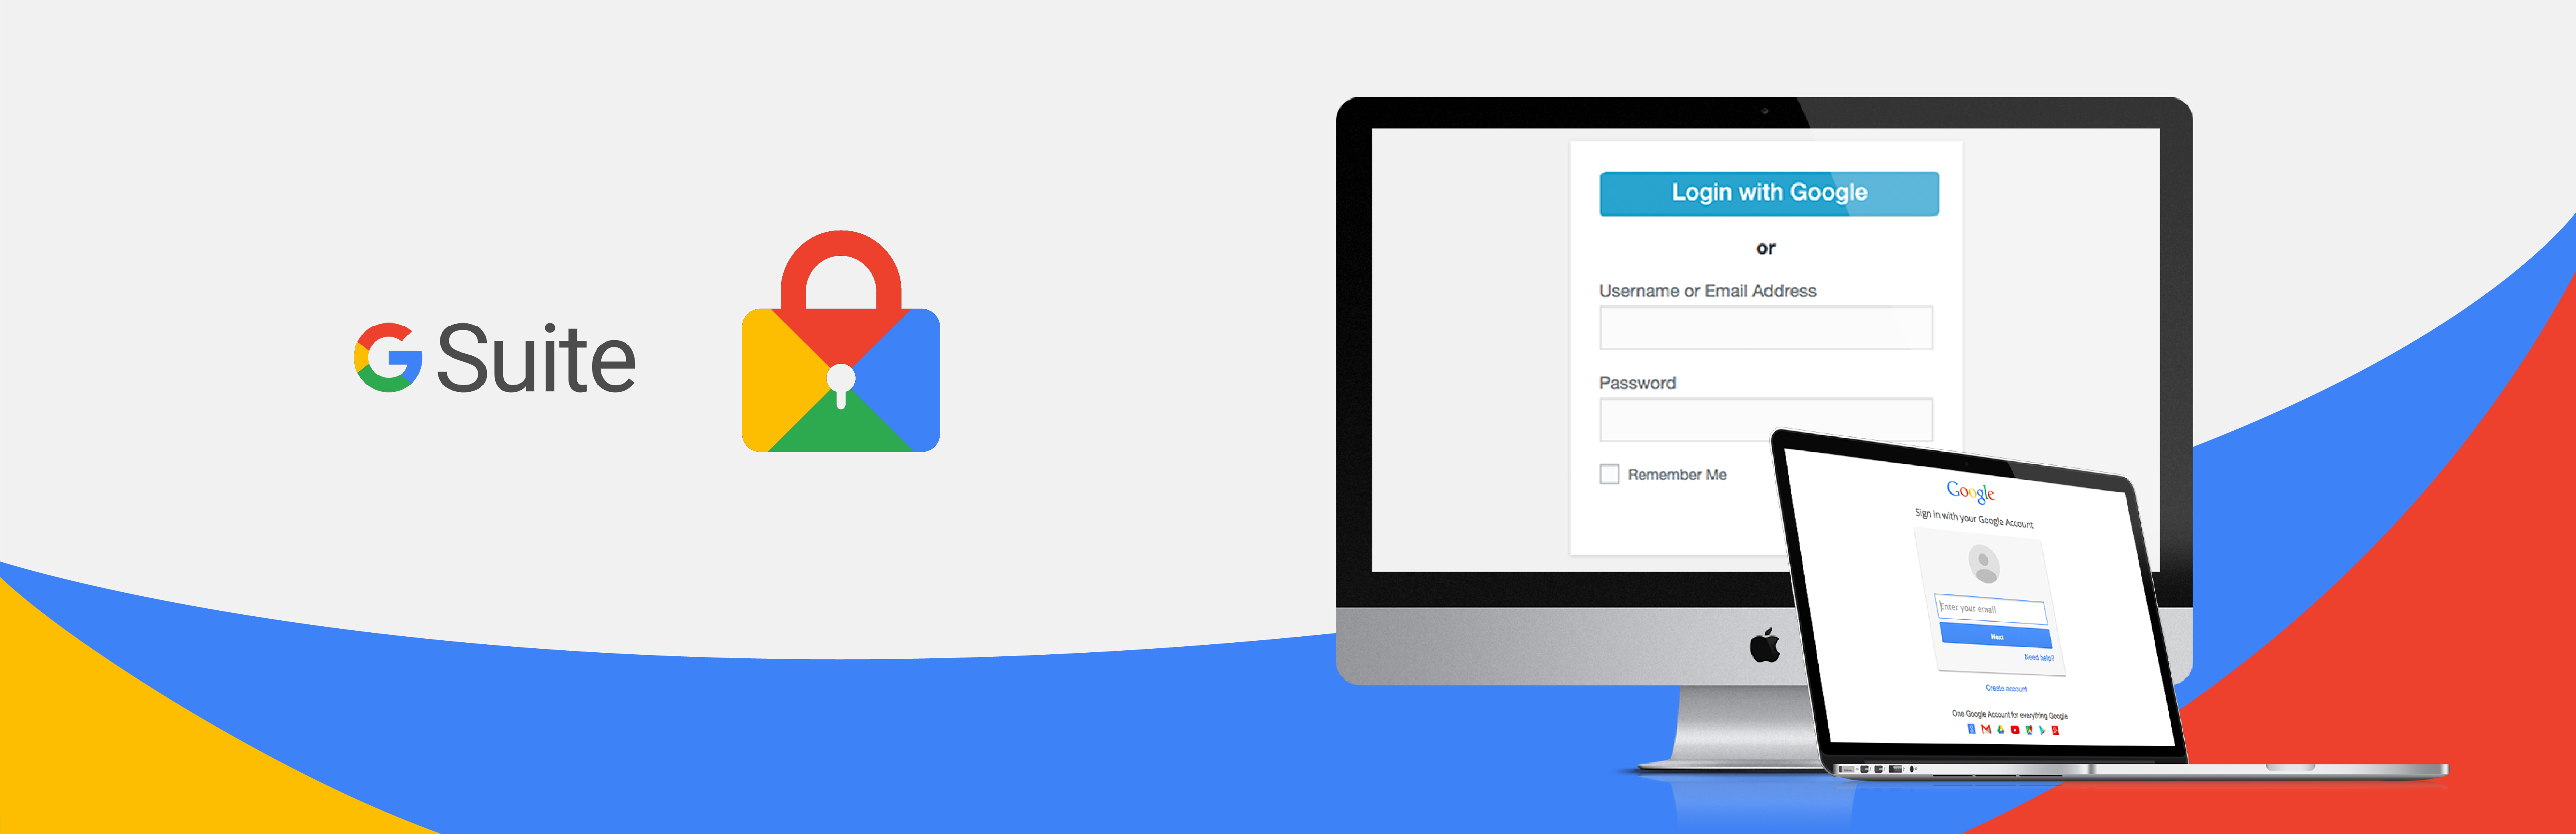 G Suite
Login with Google
or
Username or Email Address
Password
Remember Me
Google
Sign in with your Google Account
Enter your email
Next
Need help?
Create account
One Google Account for everything Google